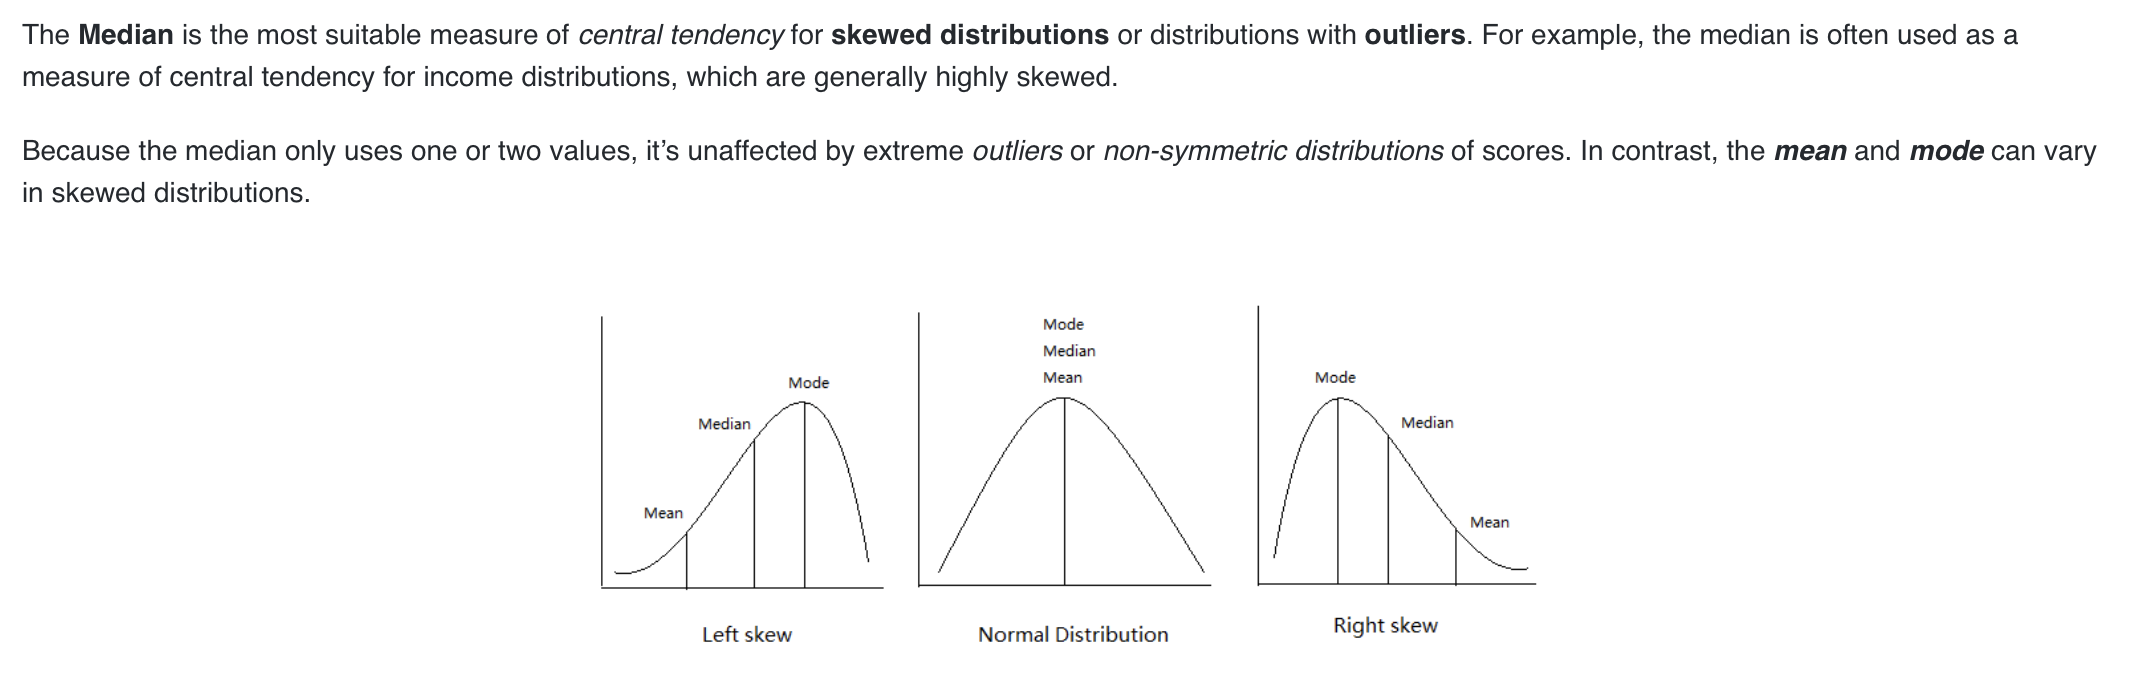 The Median is the most suitable measure of central tendency for skewed distributions or distributions with outliers. For example, the median is often used as a
measure of central tendency for income distributions, which are generally highly skewed.
Because the median only uses one or two values, it’s unaffected by extreme outliers or non-symmetric distributions of scores. In contrast, the mean and mode can vary
in skewed distributions.
Mode
Median
Mean
Left skew
Mode
Median
Mean
Normal Distribution
Mode
Median
Mean
Right skew